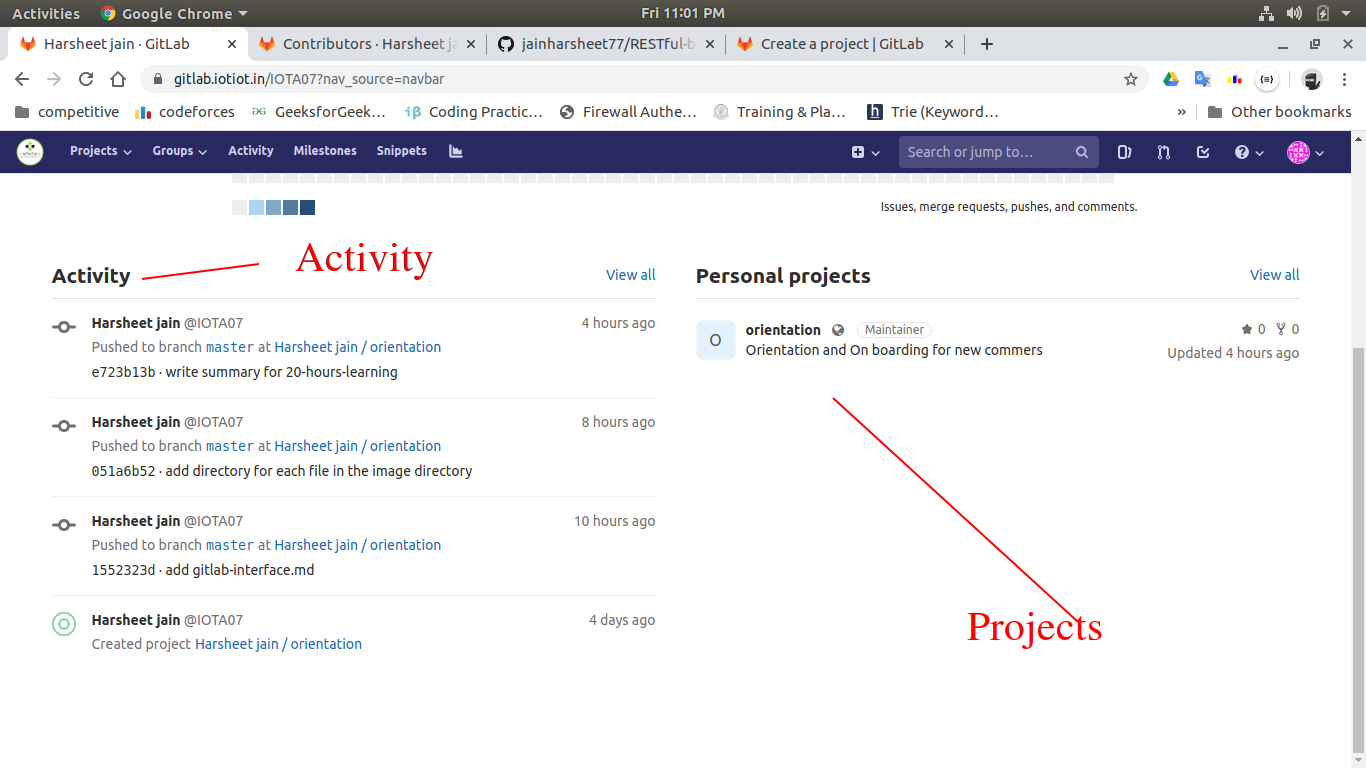 Activities Google Chrome Fri 11:01 PM
Harsheet jain · GitLab Contributors · Harsheet ja jainharsheet77/RESTful-b Create a project | GitLab
gitlab.iotiot.in/IOTA07?nav_source=navbar
competitive codeforces GeeksforGeek… Coding Practic… Firewall Authe… Training & Pla… Trie (Keyword… » Other bookmarks
Projects Groups Activity Milestones Snippets Search or jump to…
Issues, merge requests, pushes, and comments.
Activity
Activity View all
Harsheet jain @IOTA07 4 hours ago
Pushed to branch master at Harsheet jain / orientation
e723b13b · write summary for 20-hours-learning
Harsheet jain @IOTA07 8 hours ago
Pushed to branch master at Harsheet jain / orientation
051a6b52 · add directory for each file in the image directory
Harsheet jain @IOTA07 10 hours ago
Pushed to branch master at Harsheet jain / orientation
1552323d · add gitlab-interface.md
Harsheet jain @IOTA07 4 days ago
Created project Harsheet jain / orientation
Personal projects View all
O orientation Maintainer 0 0
Orientation and On boarding for new commers
Updated 4 hours ago
Projects